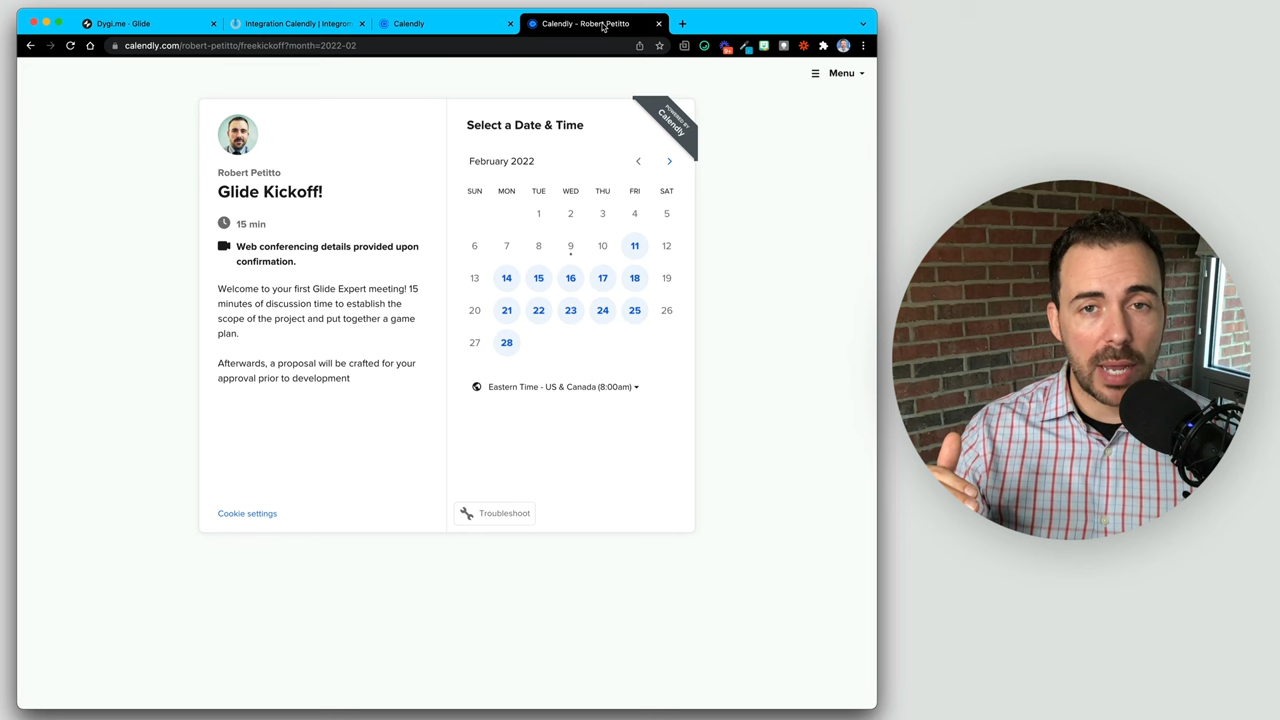 Dygi.me - Glide
Integration Calendly | Integrom
Calendly
Calendly - Robert Petitto
calendly.com/robert-petitto/freekickoff?month=2022-02
Menu
POWERED BY
Calendly
Robert Petitto
Glide Kickoff!
15 min
Web conferencing details provided upon
confirmation.
Welcome to your first Glide Expert meeting! 15
minutes of discussion time to establish the
scope of the project and put together a game
plan.
Afterwards, a proposal will be crafted for your
approval prior to development
Cookie settings
Select a Date & Time
February 2022
SUN MON TUE WED THU FRI SAT
1 2 3 4 5
6 7 8 9 10 11 12
13 14 15 16 17 18 19
20 21 22 23 24 25 26
27 28
Eastern Time - US & Canada (8:00am)
Troubleshoot